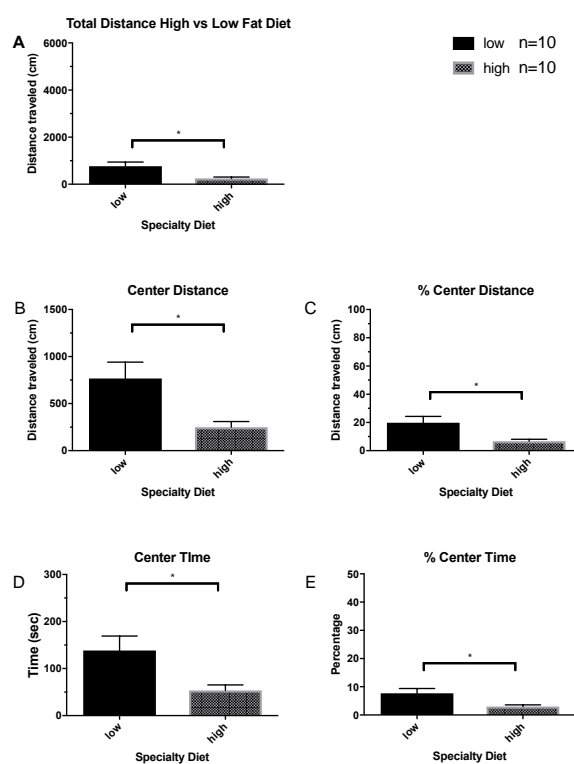 Total Distance High vs Low Fat Diet
A
low n=10
high n=10
6000
4000
2000
0
Distance traveled (cm)
*
low
high
Specialty Diet
B
Center Distance
1500
1000
500
0
Distance traveled (cm)
*
low
high
Specialty Diet
C
% Center Distance
100
80
60
40
20
0
Distance traveled (cm)
*
low
high
Specialty Diet
D
Center TIme
300
200
100
0
Time (sec)
*
low
high
Specialty Diet
E
% Center Time
50
40
30
20
10
0
Percentage
*
low
high
Specialty Diet